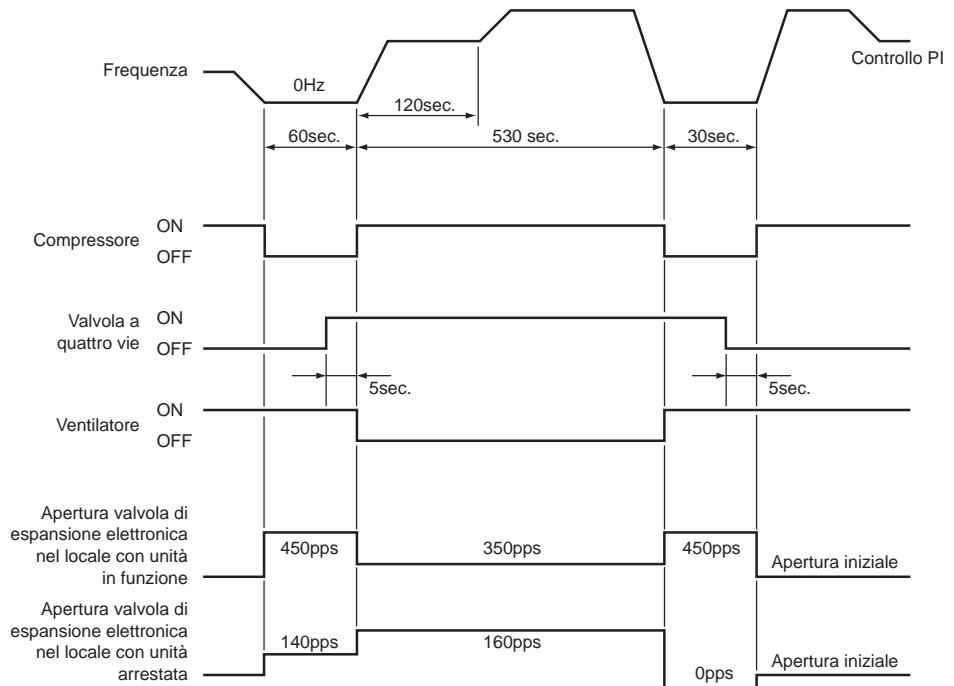 Frequenza
0Hz
Controllo PI
120sec.
60sec.
530 sec.
30sec.
Compressore
ON
OFF
Valvola a
quattro vie
ON
OFF
5sec.
5sec.
Ventilatore
ON
OFF
Apertura valvola di
espansione elettronica
nel locale con unità
in funzione
450pps
350pps
450pps
Apertura iniziale
Apertura valvola di
espansione elettronica
nel locale con unità
arrestata
140pps
160pps
0pps
Apertura iniziale